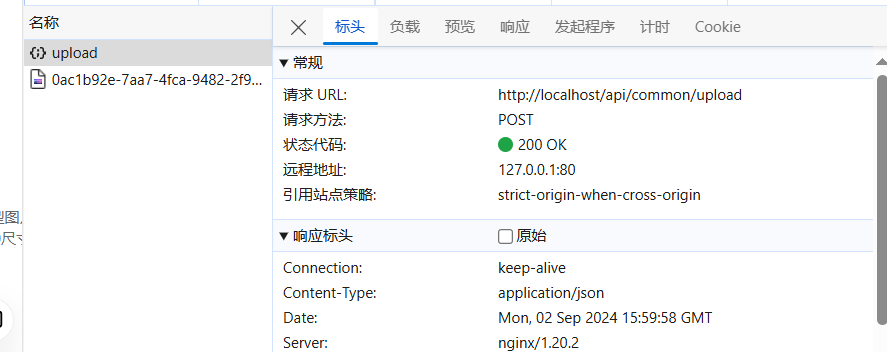 名称
upload
0ac1b92e-7aa7-4fca-9482-2f9...
标头 负载 预览 响应 发起程序 计时 Cookie
常规
请求 URL: http://localhost/api/common/upload
请求方法: POST
状态代码: 200 OK
远程地址: 127.0.0.1:80
引用站点策略: strict-origin-when-cross-origin
响应标头 原始
Connection: keep-alive
Content-Type: application/json
Date: Mon, 02 Sep 2024 15:59:58 GMT
Server: nginx/1.20.2
尺寸